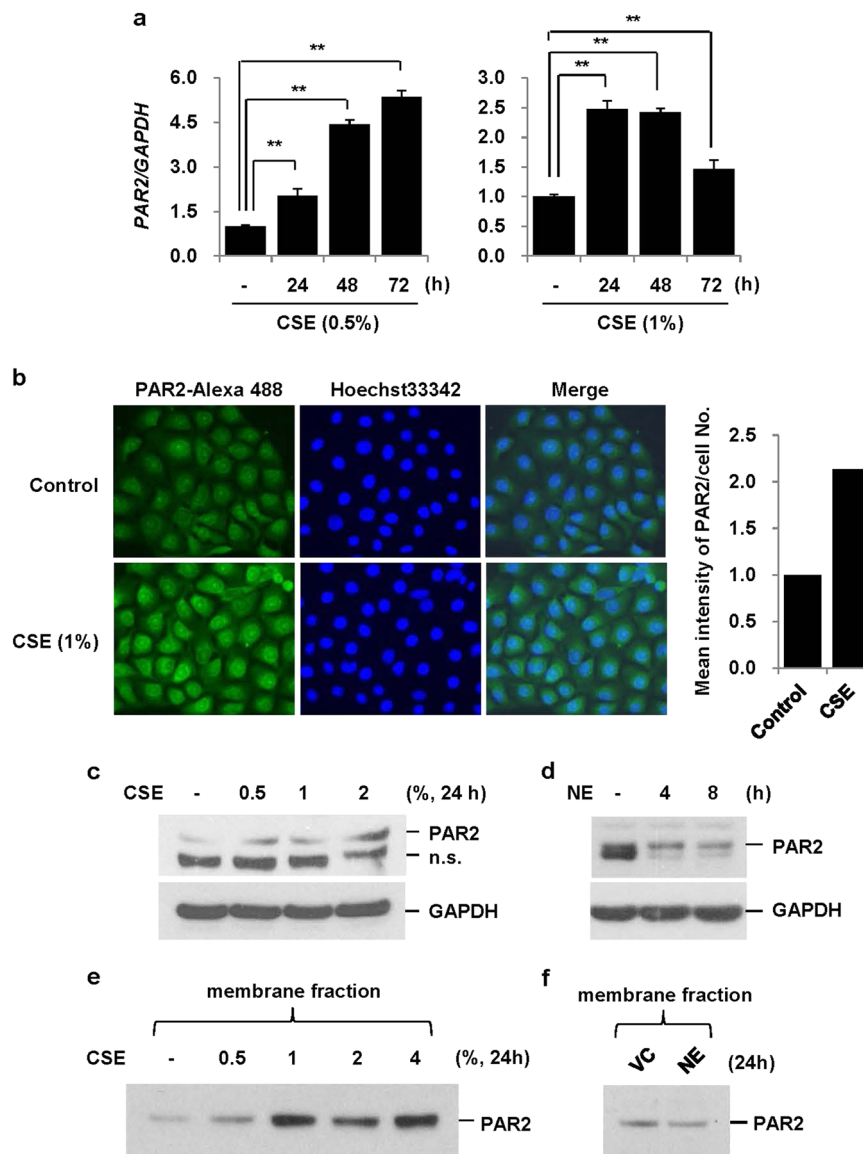 a
** ** **
** ** **
PAR2/GAPDH
6.0
4.5
3.0
1.5
0.0
3.0
2.5
2.0
1.5
1.0
0.5
0.0
- 24 48 72 (h)
CSE (0.5%)
- 24 48 72 (h)
CSE (1%)
b
PAR2-Alexa 488 Hoechst33342 Merge
Control
CSE (1%)
Mean intensity of PAR2/cell No.
2.5
2.0
1.5
1.0
0.5
0.0
Control CSE
c
CSE - 0.5 1 2 (%, 24 h)
PAR2
n.s.
GAPDH
d
NE - 4 8 (h)
PAR2
GAPDH
e
membrane fraction
CSE - 0.5 1 2 4 (%, 24h)
PAR2
f
membrane fraction
VC NE (24h)
PAR2